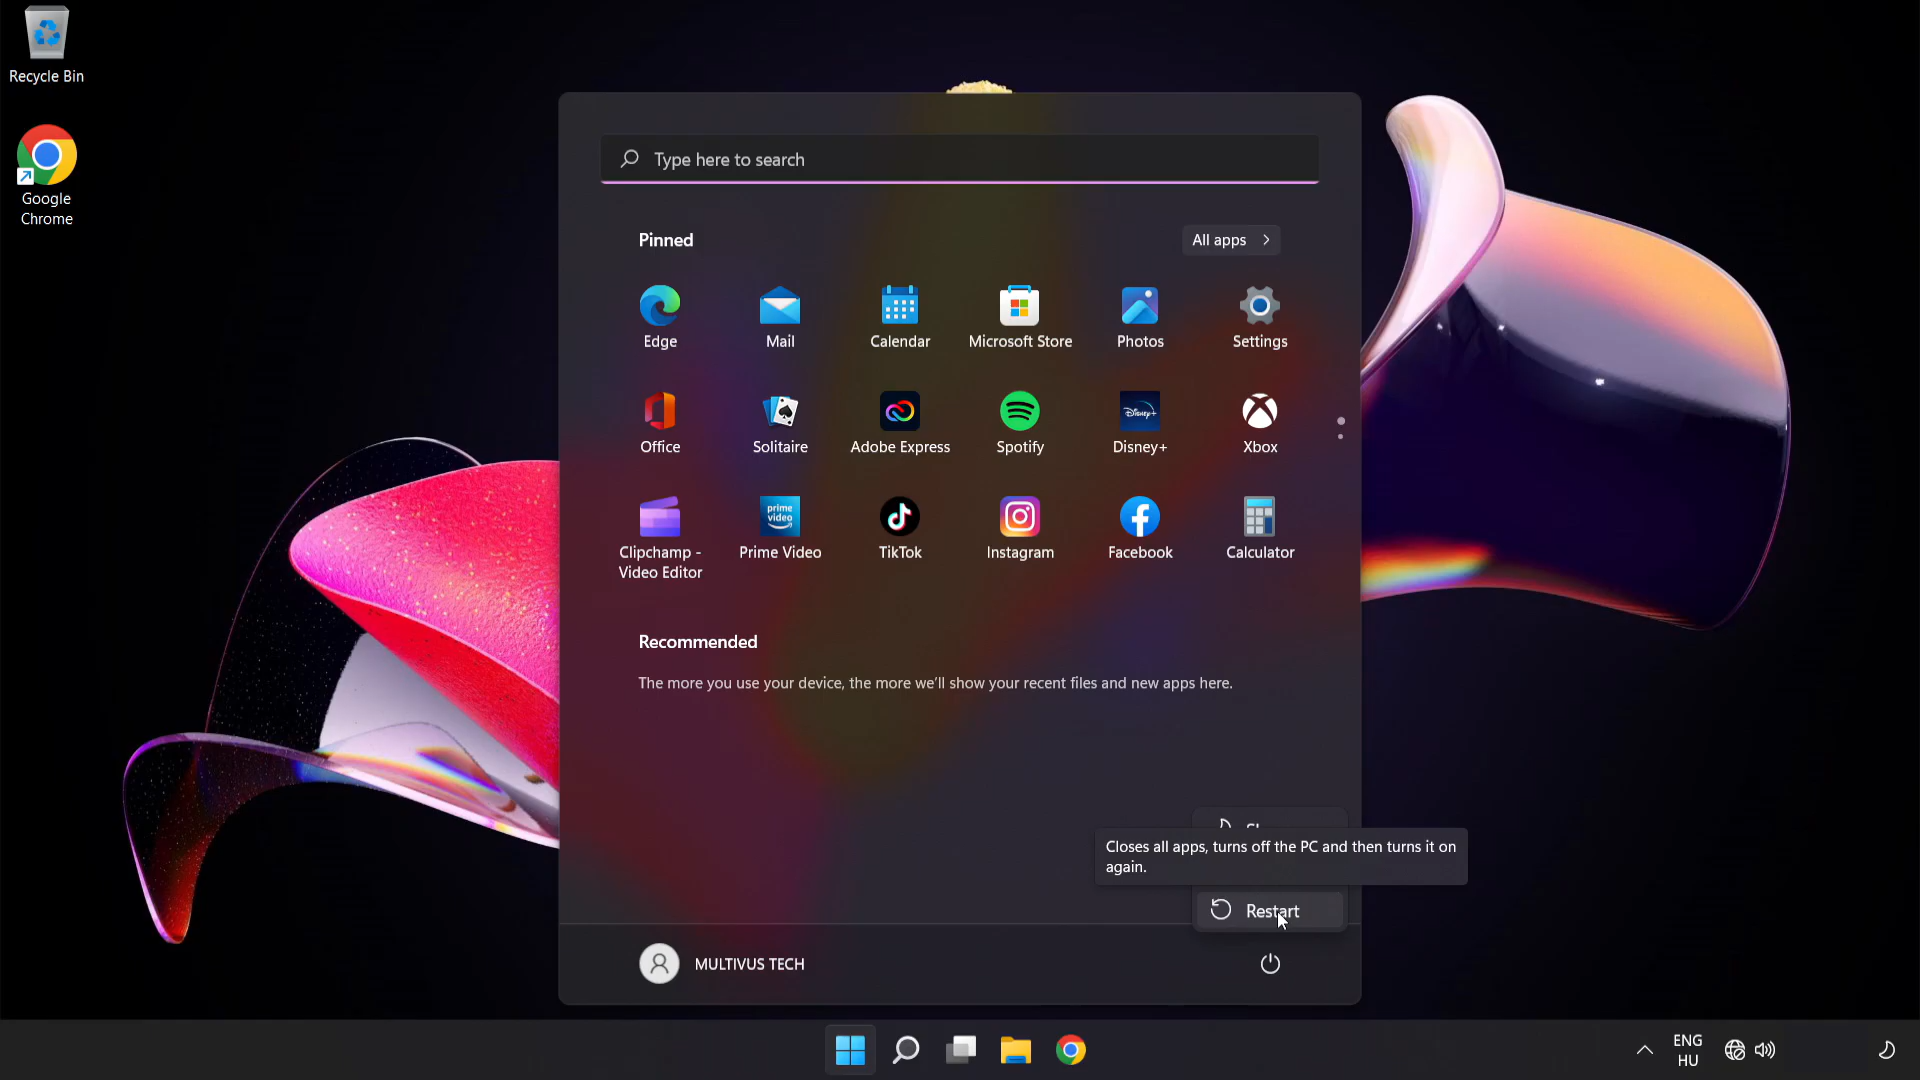 Recycle Bin
Google
Chrome
Type here to search
Pinned
All apps
Edge
Mail
Calendar
Microsoft Store
Photos
Settings
Office
Solitaire
Adobe Express
Spotify
Disney+
Disney+
Xbox
prime
video
Clipchamp -
Video Editor
Prime Video
TikTok
Instagram
Facebook
Calculator
Recommended
The more you use your device, the more we'll show your recent files and new apps here.
Closes all apps, turns off the PC and then turns it on
again.
Restart
MULTIVUS TECH
ENG
HU